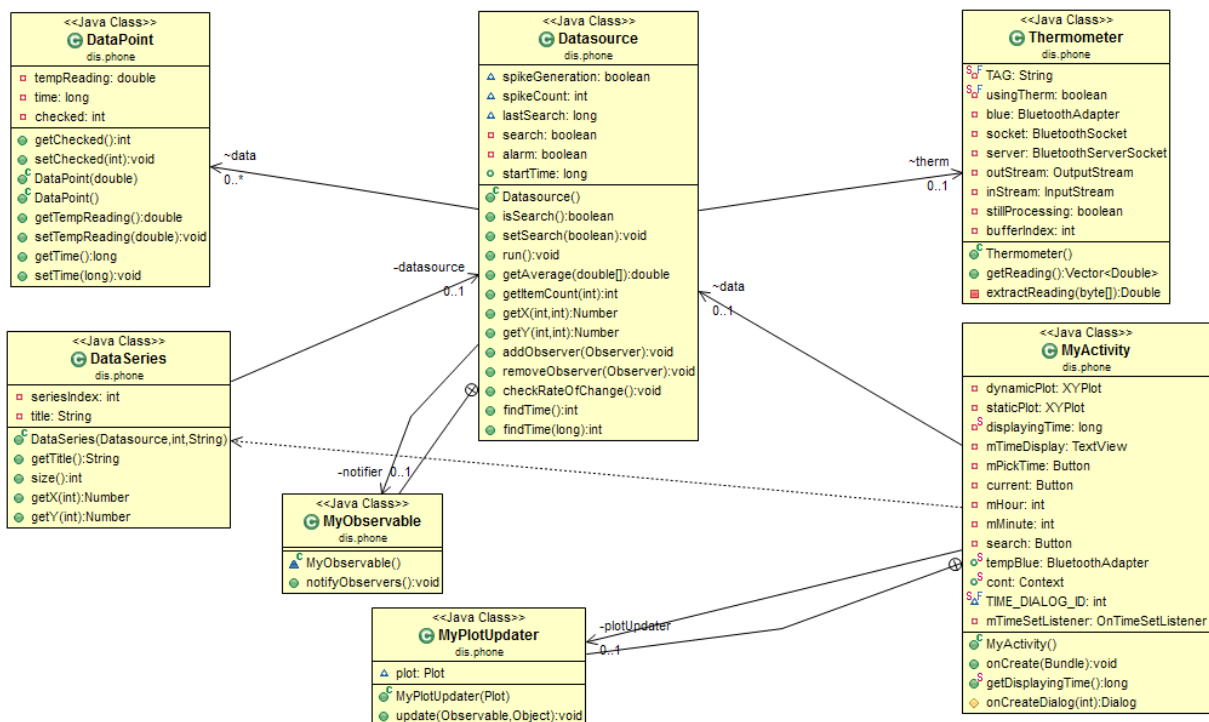 <<Java Class>>
DataPoint
dis.phone
tempReading: double
time: long
checked: int
getChecked():int
setChecked(int):void
DataPoint(double)
DataPoint()
getTempReading():double
setTempReading(double):void
getTime():long
setTime(long):void
~data
0..*
<<Java Class>>
Datasource
dis.phone
spikeGeneration: boolean
spikeCount: int
lastSearch: long
search: boolean
alarm: boolean
startTime: long
Datasource()
isSearch():boolean
setSearch(boolean):void
run():void
getAverage(double[]):double
getItemCount(int):int
getX(int,int):Number
getY(int,int):Number
addObserver(Observer):void
removeObserver(Observer):void
checkRateOfChange():void
findTime():int
findTime(long):int
~therm
0..1
<<Java Class>>
Thermometer
dis.phone
TAG: String
usingTherm: boolean
blue: BluetoothAdapter
socket: BluetoothSocket
server: BluetoothServerSocket
outStream: OutputStream
inStream: InputStream
stillProcessing: boolean
bufferIndex: int
Thermometer()
getReading():Vector<Double>
extractReading(byte[]):Double
-datasource
0..1
~data
0..1
<<Java Class>>
DataSeries
dis.phone
seriesIndex: int
title: String
DataSeries(Datasource,int,String)
getTitle():String
size():int
getX(int):Number
getY(int):Number
-notifier 0..1
<<Java Class>>
MyObservable
dis.phone
MyObservable()
notifyObservers():void
<<Java Class>>
MyActivity
dis.phone
dynamicPlot: XYPlot
staticPlot: XYPlot
displayingTime: long
mTimeDisplay: TextView
mPickTime: Button
current: Button
mHour: int
mMinute: int
search: Button
tempBlue: BluetoothAdapter
cont: Context
TIME_DIALOG_ID: int
mTimeSetListener: OnTimeSetListener
MyActivity()
onCreate(Bundle):void
getDisplayingTime():long
onCreateDialog(int):Dialog
-plotUpdater
0..1
<<Java Class>>
MyPlotUpdater
dis.phone
plot: Plot
MyPlotUpdater(Plot)
update(Observable,Object):void